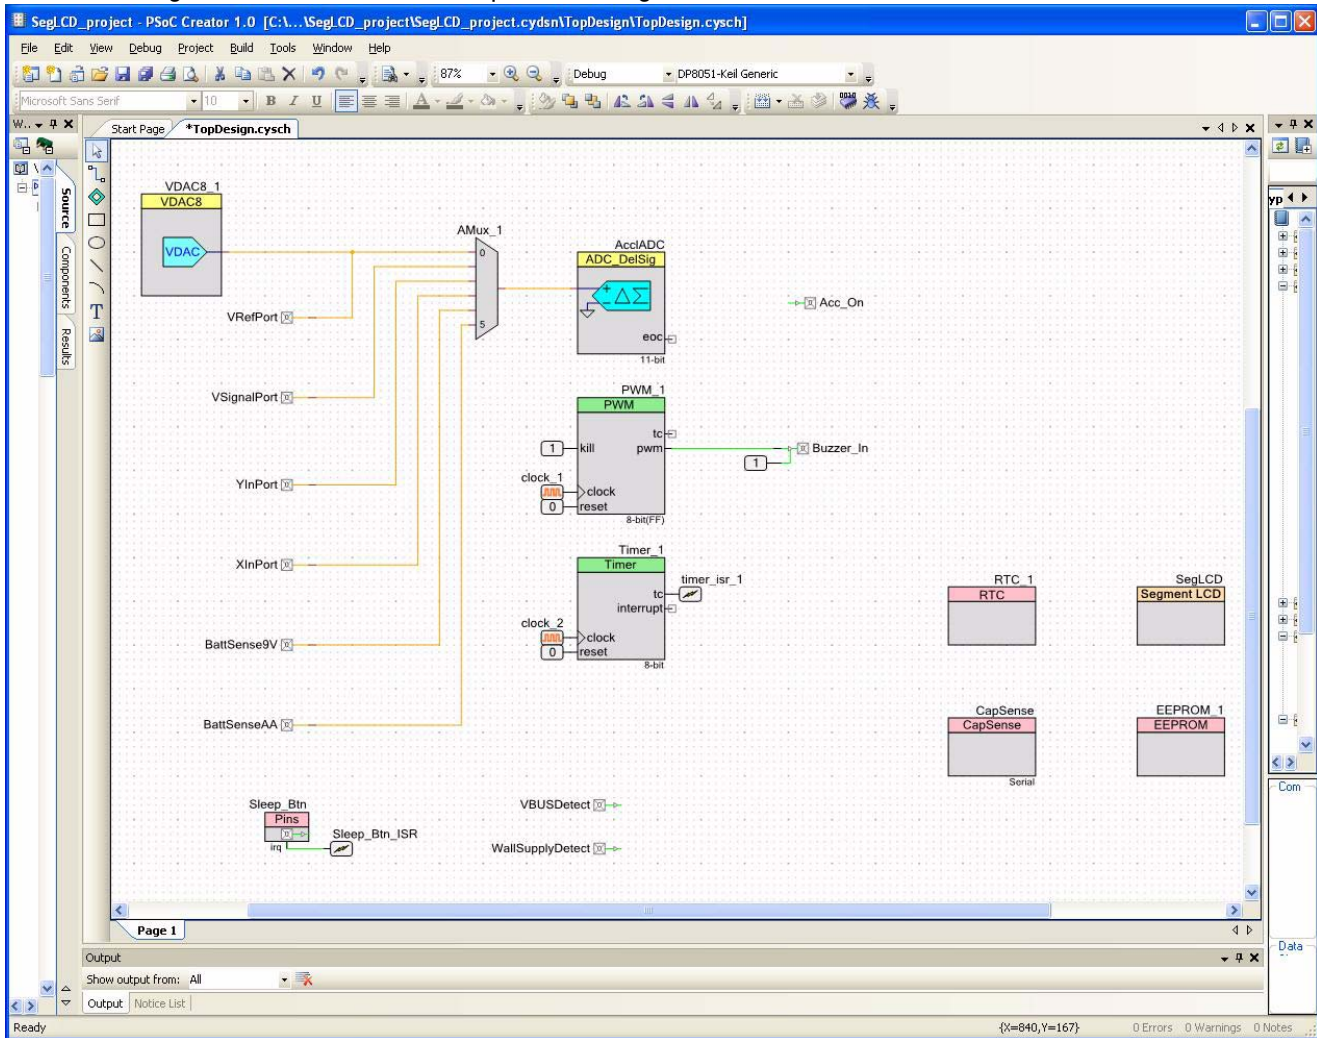 SegLCD_project - PSoC Creator 1.0 [C:\...\SegLCD_project\SegLCD_project.cydsn\TopDesign\TopDesign.cysch]
File Edit View Debug Project Build Tools Window Help
87% Debug DP8051-Keil Generic
Microsoft Sans Serif 10 B I U
W..
Start Page *TopDesign.cysch
Source
Components
Results
T
yp
VDAC8_1
VDAC8
VDAC
AMux_1
0
5
AcclADC
ADC_DelSig
ΔΣ
eoc
11-bit
Acc_On
VRefPort
VSignalPort
YInPort
XInPort
BattSense9V
BattSenseAA
PWM_1
PWM
tc
1 kill pwm
Buzzer_In
1
clock_1
clock
0 reset
8-bit(FF)
Timer_1
Timer
timer_isr_1
tc
interrupt
clock_2
clock
0 reset
8-bit
RTC_1
RTC
SegLCD
Segment LCD
CapSense
CapSense
Serial
EEPROM_1
EEPROM
Sleep_Btn
Pins
irq
Sleep_Btn_ISR
VBUSDetect
WallSupplyDetect
Page 1
Com
Data
Output
Show output from: All
Output Notice List
Ready {X=840,Y=167} 0 Errors 0 Warnings 0 Notes